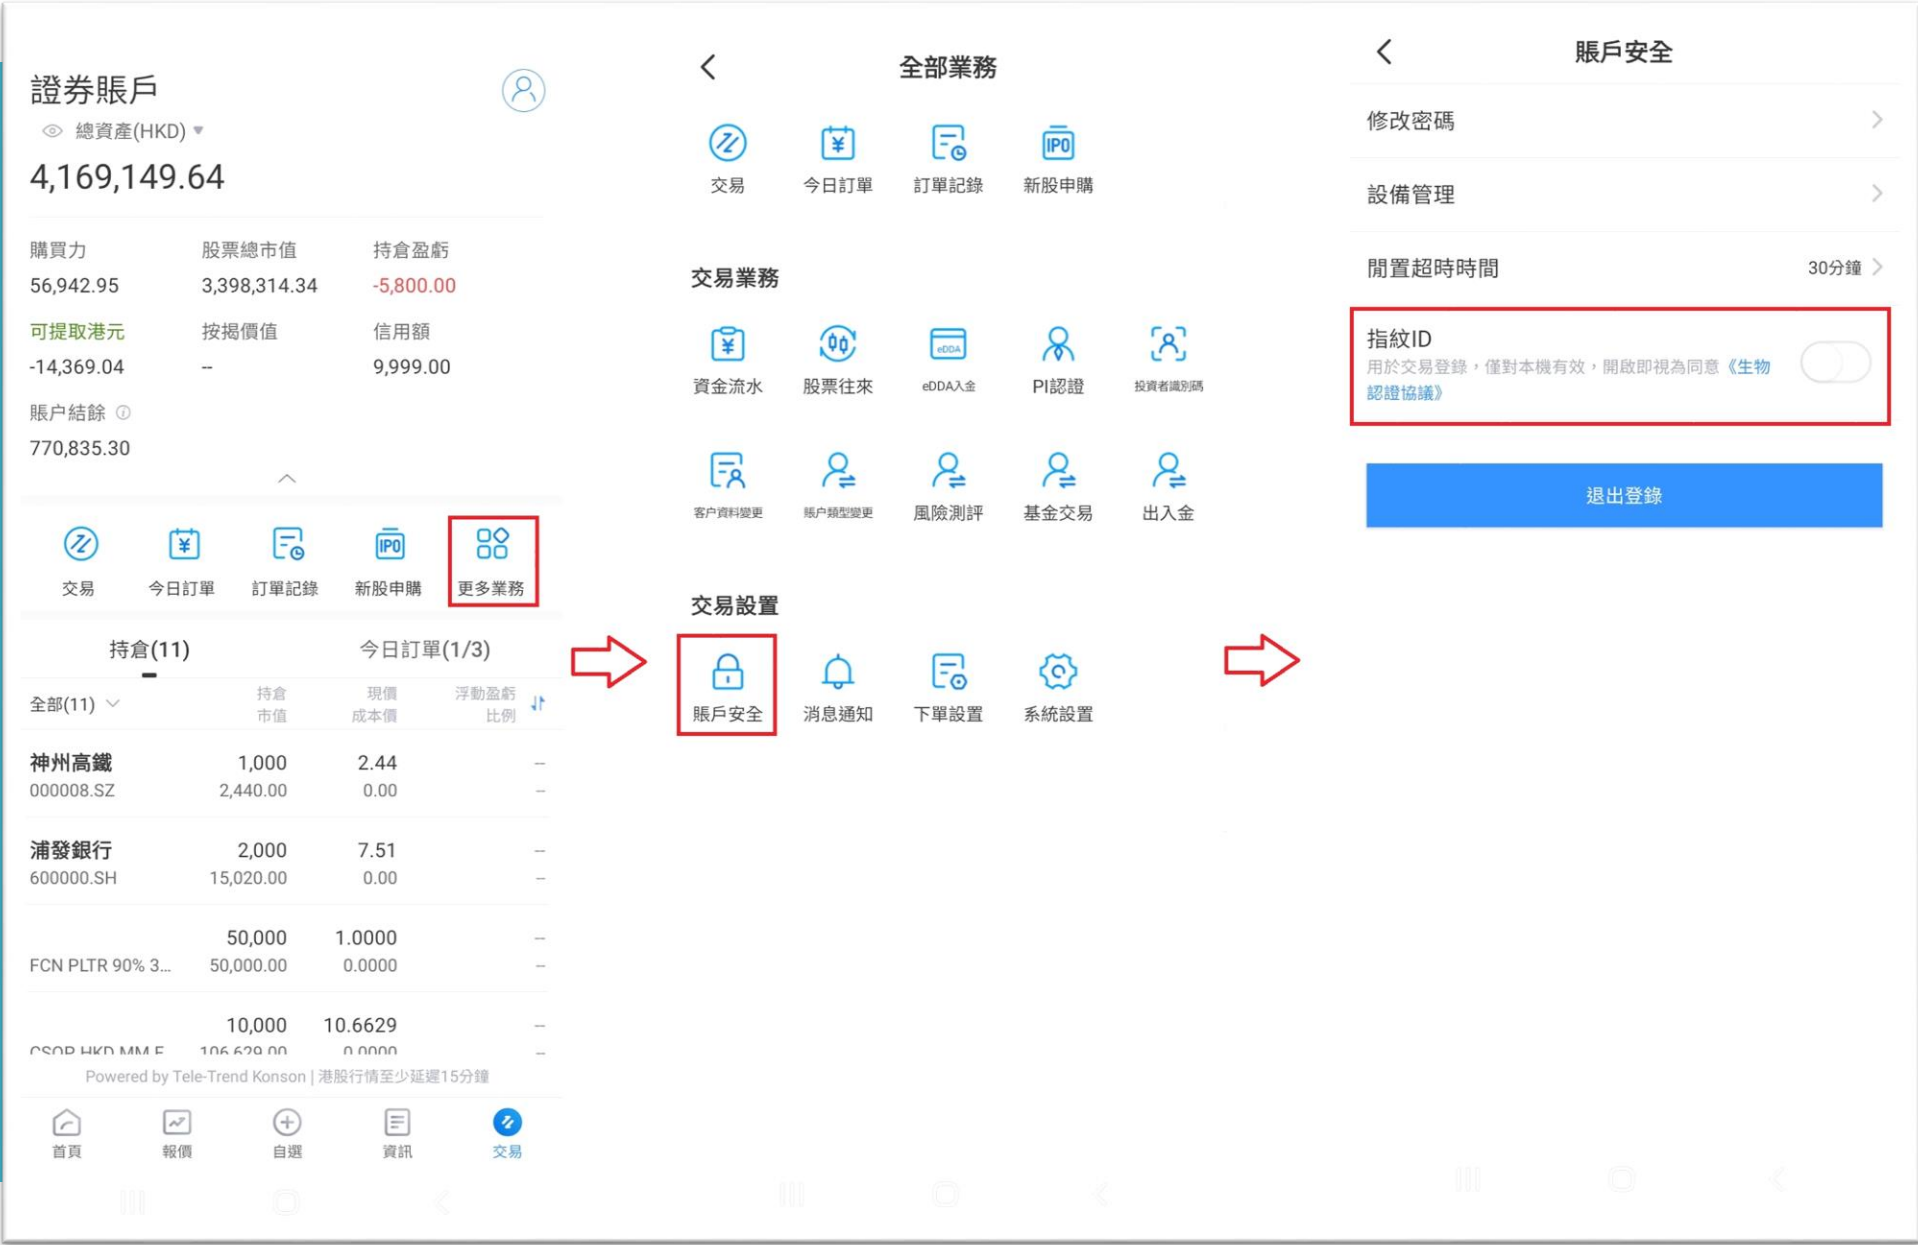 證券賬戶
總資產(HKD)
4,169,149.64
購買力 股票總市值 持倉盈虧
56,942.95 3,398,314.34 -5,800.00
可提取港元 按揭價值 信用額
-14,369.04 -- 9,999.00
賬户結餘
770,835.30
交易 今日訂單 訂單記錄 新股申購 更多業務
IPO
持倉(11) 今日訂單(1/3)
全部(11) 持倉 現價 浮動盈虧
市值 成本價 比例
神州高鐵 1,000 2.44 --
000008.SZ 2,440.00 0.00 --
浦發銀行 2,000 7.51 --
600000.SH 15,020.00 0.00 --
50,000 1.0000 --
FCN PLTR 90% 3... 50,000.00 0.0000 --
10,000 10.6629 --
CSOP HKD MM F 106,629.00 0.0000 --
Powered by Tele-Trend Konson | 港股行情至少延遲15分鐘
首頁 報價 自選 資訊 交易
全部業務
IPO
交易 今日訂單 訂單記錄 新股申購
交易業務
eDDA
資金流水 股票往來 eDDA入金 PI認證 投資者識別碼
客户資料變更 賬户類型變更 風險測評 基金交易 出入金
交易設置
賬戶安全 消息通知 下單設置 系統設置
賬戶安全
修改密碼
設備管理
閒置超時時間 30分鐘
指紋ID
用於交易登錄，僅對本機有效，開啟即視為同意《生物
認證協議》
退出登錄